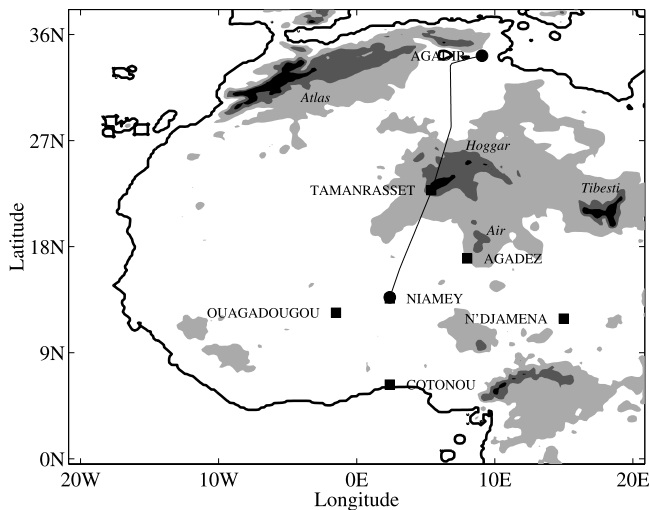 36N
27N
18N
9N
0N
Latitude
AGADIR
Atlas
Hoggar
TAMANRASSET
Tibesti
Air
AGADEZ
NIAMEY
OUAGADOUGOU
N'DJAMENA
COTONOU
20W
10W
0E
10E
20E
Longitude